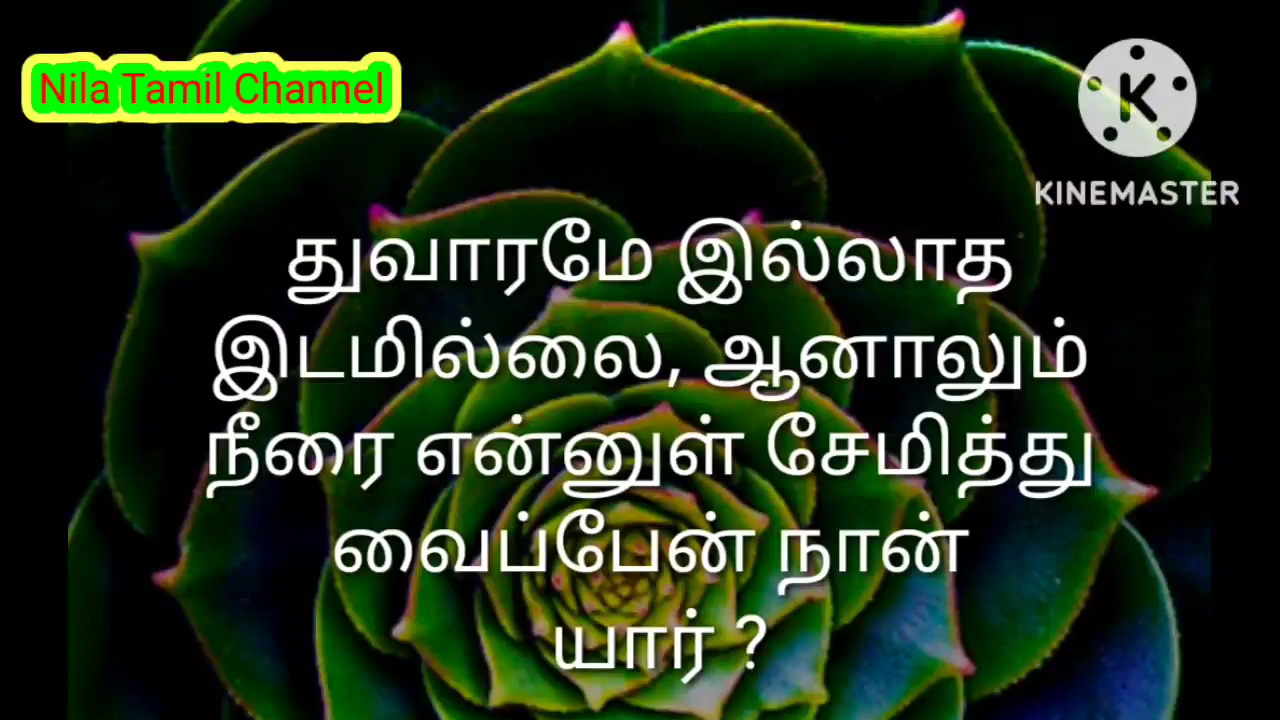 Nila Tamil Channel
KINEMASTER
துவாரமே இல்லாத
இடமில்லை, ஆனாலும்
நீரை என்னுள் சேமித்து
வைப்பேன் நான்
யார் ?